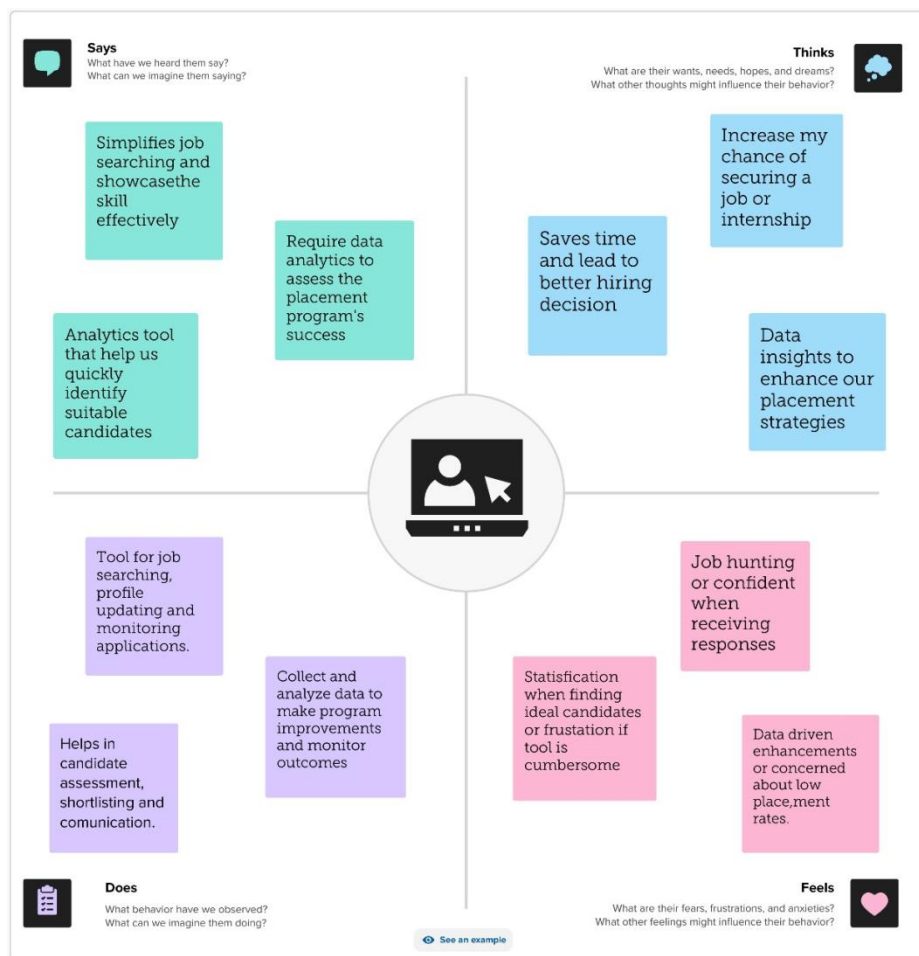 Says
What have we heard them say?
What can we imagine them saying?
Thinks
What are their wants, needs, hopes, and dreams?
What other thoughts might influence their behavior?
Simplifies job
searching and
showcasethe
skill
effectively
Require data
analytics to
assess the
placement
program's
success
Analytics tool
that help us
quickly
identify
suitable
candidates
Increase my
chance of
securing a
job or
internship
Saves time
and lead to
better hiring
decision
Data
insights to
enhance our
placement
strategies
Tool for job
searching,
profile
updating and
monitoring
applications.
Collect and
analyze data to
make program
improvements
and monitor
outcomes
Helps in
candidate
assessment,
shortlisting and
comunication.
Job hunting
or confident
when
receiving
responses
Statisfication
when finding
ideal candidates
or frustation if
tool is
cumbersome
Data driven
enhancements
or concerned
about low
place,ment
rates.
Does
What behavior have we observed?
What can we imagine them doing?
Feels
What are their fears, frustrations, and anxieties?
What other feelings might influence their behavior?
See an example